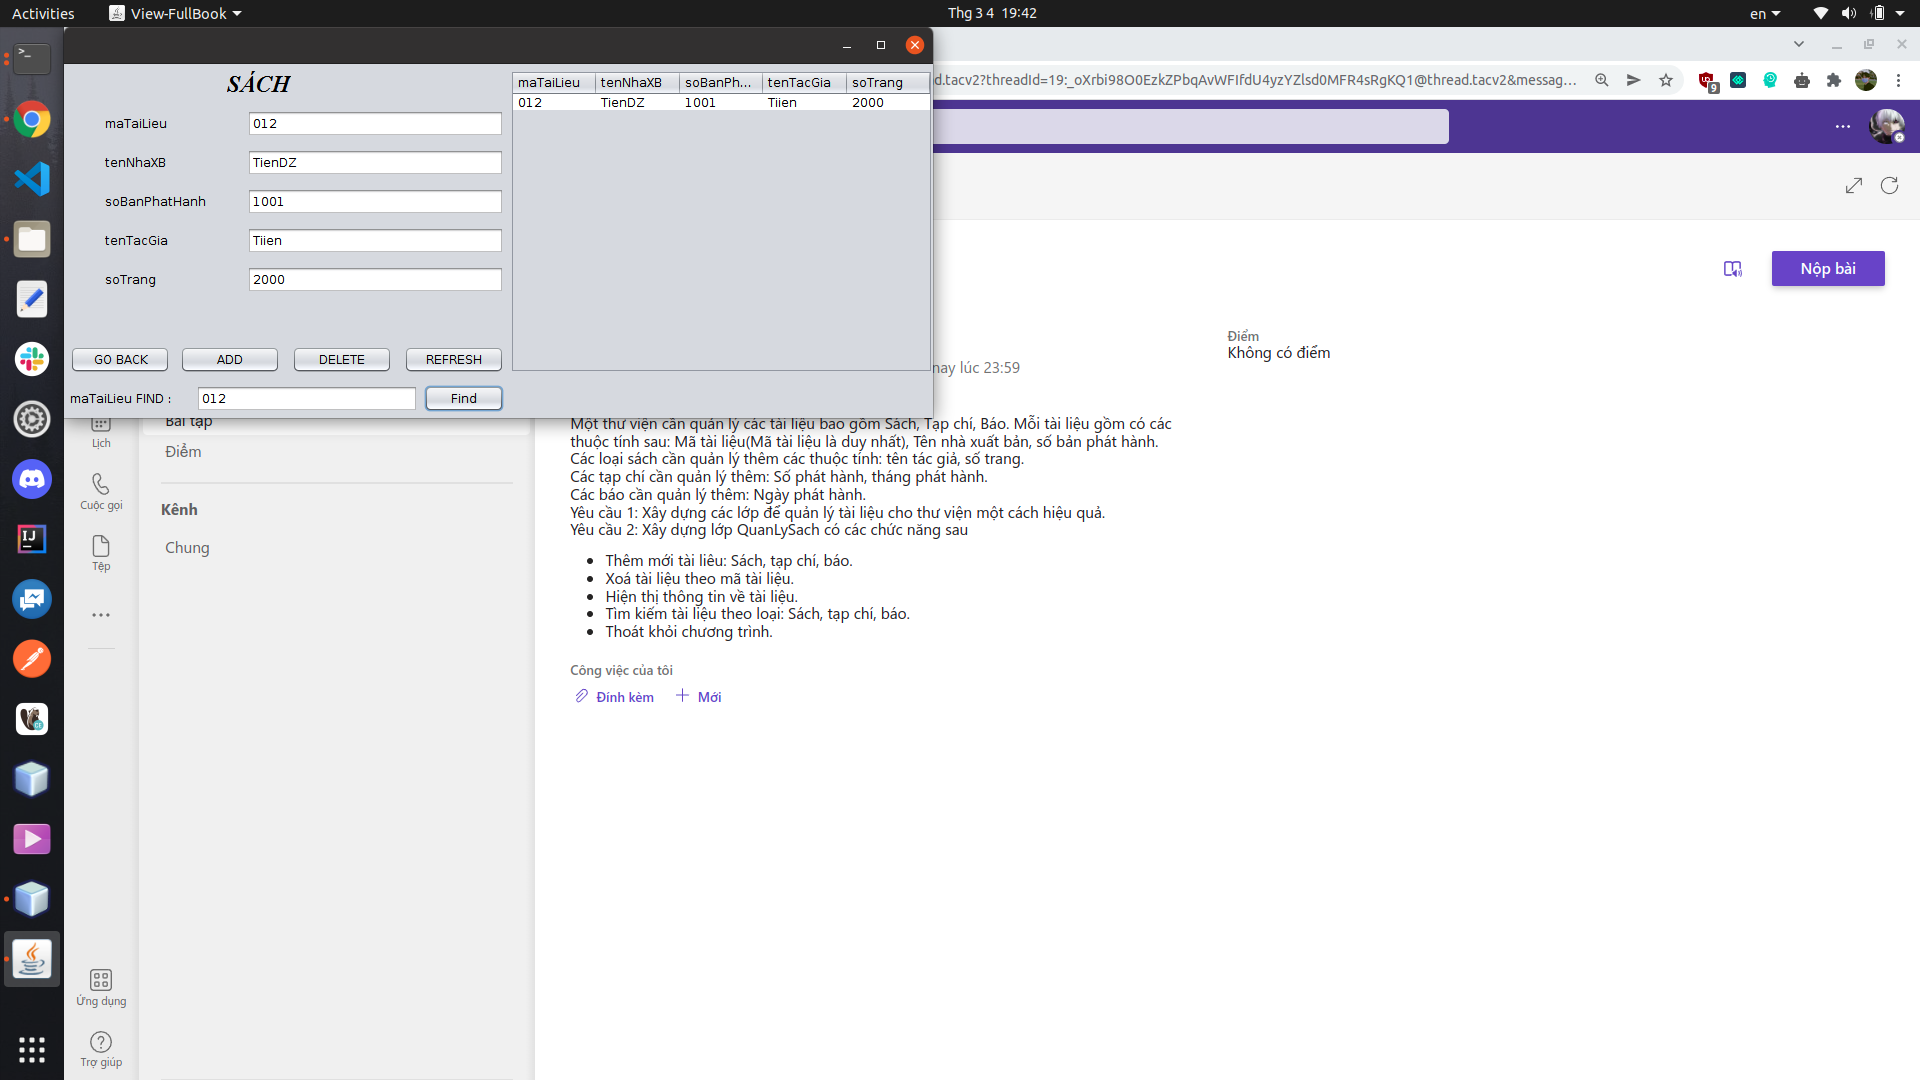 Activities
View-FullBook
Thg 3 4 19:42
en
SÁCH
maTaiLieu
012
tenNhaXB
TienDZ
soBanPhatHanh
1001
tenTacGia
Tiien
soTrang
2000
GO BACK
ADD
DELETE
REFRESH
maTaiLieu FIND :
012
Find
maTaiLieu tenNhaXB soBanPh... tenTacGia soTrang
012 TienDZ 1001 Tiien 2000
d.tacv2?threadId=19:_oXrbi98O0EzkZPbqAvWFIfdU4yzYZlsd0MFR4sRgKQ1@thread.tacv2&messag...
9
Nộp bài
Điểm
Không có điểm
nay lúc 23:59
Bài tập
Điểm
Kênh
Chung
Lịch
Cuộc gọi
Tệp
Ứng dụng
Trợ giúp
Một thư viện cần quản lý các tài liệu bao gồm Sách, Tạp chí, Báo. Mỗi tài liệu gồm có các
thuộc tính sau: Mã tài liệu(Mã tài liệu là duy nhất), Tên nhà xuất bản, số bản phát hành.
Các loại sách cần quản lý thêm các thuộc tính: tên tác giả, số trang.
Các tạp chí cần quản lý thêm: Số phát hành, tháng phát hành.
Các báo cần quản lý thêm: Ngày phát hành.
Yêu cầu 1: Xây dựng các lớp để quản lý tài liệu cho thư viện một cách hiệu quả.
Yêu cầu 2: Xây dựng lớp QuanLySach có các chức năng sau
Thêm mới tài liêu: Sách, tạp chí, báo.
Xoá tài liệu theo mã tài liệu.
Hiện thị thông tin về tài liệu.
Tìm kiếm tài liệu theo loại: Sách, tạp chí, báo.
Thoát khỏi chương trình.
Công việc của tôi
Đính kèm
Mới